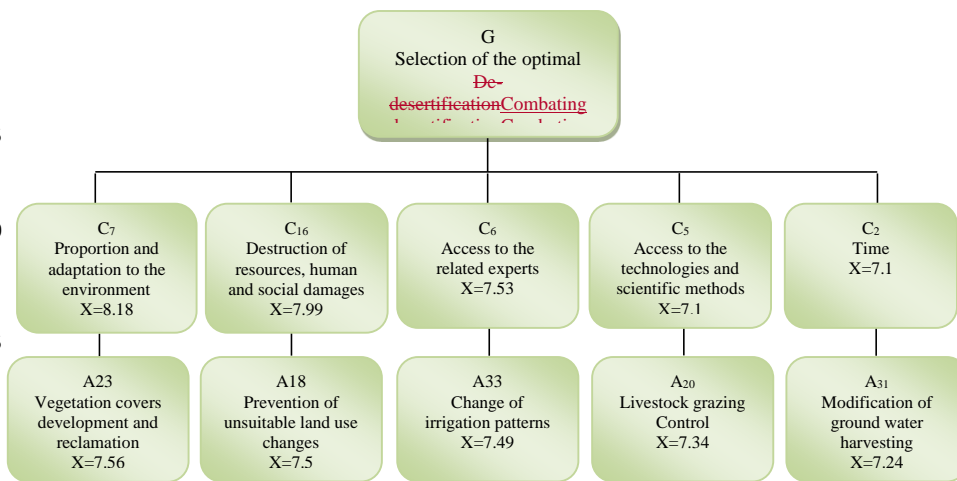 G
Selection of the optimal
De-
desertificationCombating
C₇
Proportion and
adaptation to the
environment
X=8.18
C₁₆
Destruction of
resources, human
and social damages
X=7.99
C₆
Access to the
related experts
X=7.53
C₅
Access to the
technologies and
scientific methods
X=7.1
C₂
Time
X=7.1
A23
Vegetation covers
development and
reclamation
X=7.56
A18
Prevention of
unsuitable land use
changes
X=7.5
A33
Change of
irrigation patterns
X=7.49
A₂₀
Livestock grazing
Control
X=7.34
A₃₁
Modification of
ground water
harvesting
X=7.24